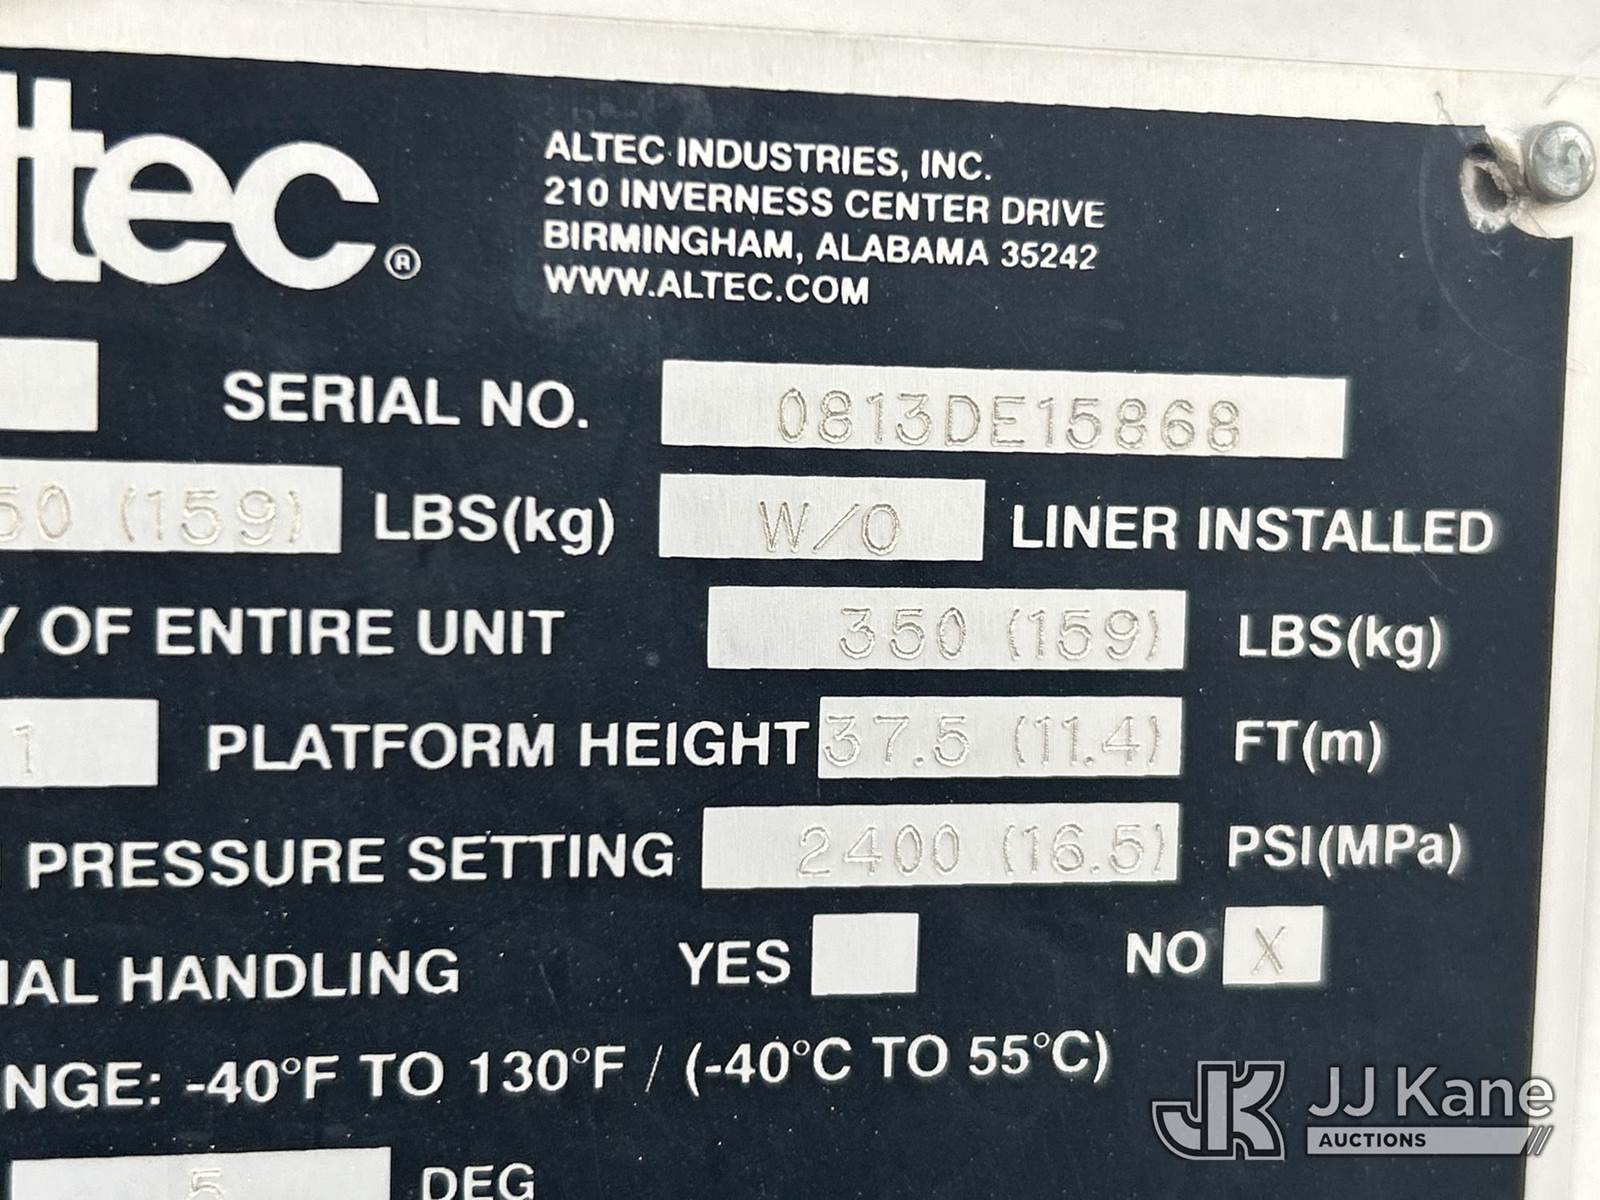 ltec®
ALTEC INDUSTRIES, INC.
210 INVERNESS CENTER DRIVE
BIRMINGHAM, ALABAMA 35242
WWW.ALTEC.COM
SERIAL NO. 0813DE15868
50 (159) LBS(kg) W/O LINER INSTALLED
Y OF ENTIRE UNIT 350 (159) LBS(kg)
1 PLATFORM HEIGHT 37.5 (11.4) FT(m)
PRESSURE SETTING 2400 (16.5) PSI(MPa)
IAL HANDLING YES NO X
NGE: -40°F TO 130°F / (-40°C TO 55°C)
5 DEG
JK JJ Kane
AUCTIONS